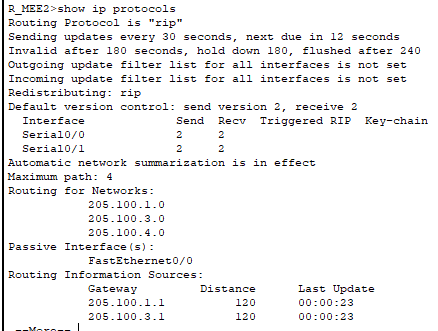 R_MEE2>show ip protocols
Routing Protocol is "rip"
Sending updates every 30 seconds, next due in 12 seconds
Invalid after 180 seconds, hold down 180, flushed after 240
Outgoing update filter list for all interfaces is not set
Incoming update filter list for all interfaces is not set
Redistributing: rip
Default version control: send version 2, receive 2
Interface Send Recv Triggered RIP Key-chain
Serial0/0 2 2
Serial0/1 2 2
Automatic network summarization is in effect
Maximum path: 4
Routing for Networks:
205.100.1.0
205.100.3.0
205.100.4.0
Passive Interface(s):
FastEthernet0/0
Routing Information Sources:
Gateway Distance Last Update
205.100.1.1 120 00:00:23
205.100.3.1 120 00:00:23
--More--